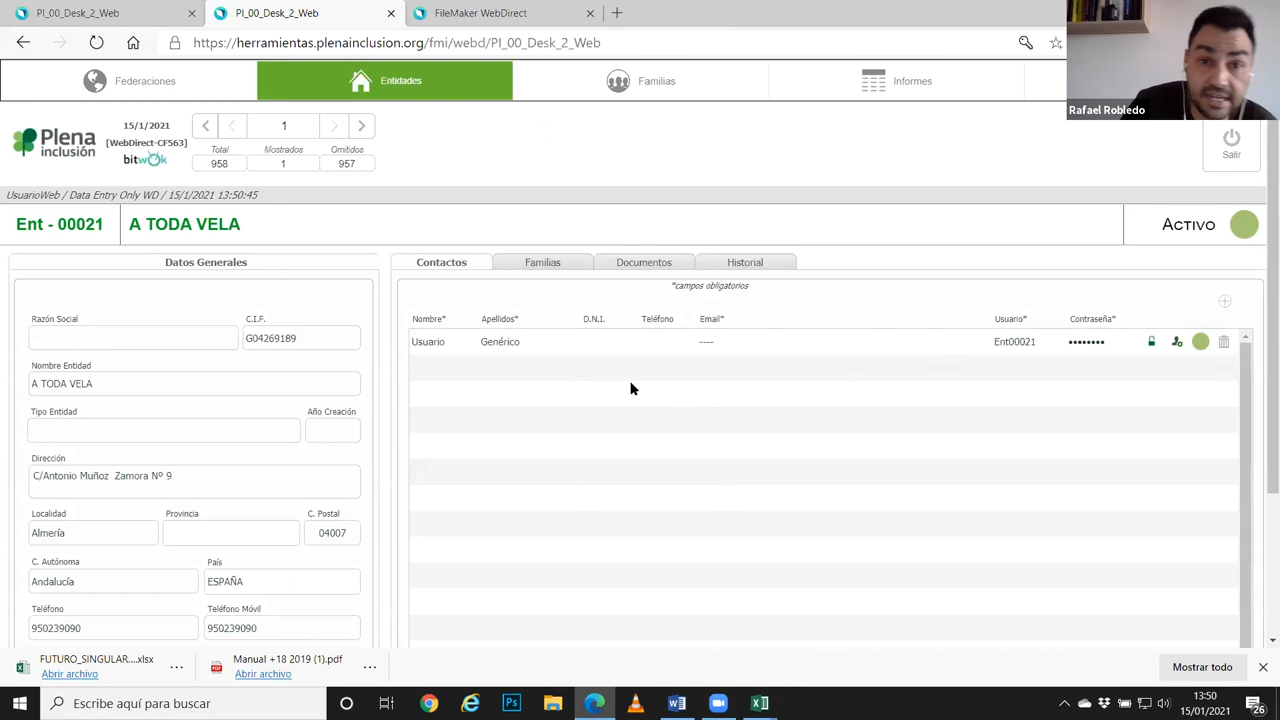 PI_00_Desk_2_Web
PI_00_Desk_2_Web
FileMaker WebDirect
https://herramientas.plenainclusion.org/fmi/webd/PI_00_Desk_2_Web
Federaciones
Entidades
Familias
Informes
Rafael Robledo
Plena inclusión
15/1/2021
[WebDirect-CF563]
bitwok
1
Total
Mostrados
Omitidos
958
1
957
Salir
UsuarioWeb / Data Entry Only WD / 15/1/2021 13:50:45
Ent - 00021
A TODA VELA
Activo
Datos Generales
Razón Social
C.I.F.
G04269189
Nombre Entidad
A TODA VELA
Tipo Entidad
Año Creación
Dirección
C/Antonio Muñoz Zamora Nº 9
Localidad
Provincia
C. Postal
Almería
04007
C. Autónoma
País
Andalucía
ESPAÑA
Teléfono
Teléfono Móvil
950239090
950239090
Contactos
Familias
Documentos
Historial
*campos obligatorios
Nombre*
Apellidos*
D.N.I.
Teléfono
Email*
Usuario*
Contraseña*
Usuario
Genérico
----
Ent00021
••••••••
FUTURO_SINGULAR....xlsx
Abrir archivo
Manual +18 2019 (1).pdf
Abrir archivo
Mostrar todo
Escribe aquí para buscar
13:50
15/01/2021
26